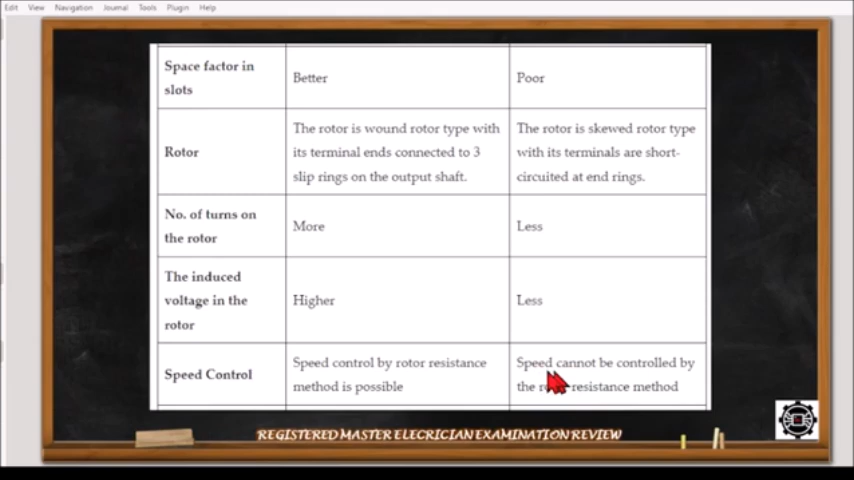 Edit View Navigation Journal Tools Plugin Help
Space factor in
slots
Better
Poor
Rotor
The rotor is wound rotor type with
its terminal ends connected to 3
slip rings on the output shaft.
The rotor is skewed rotor type
with its terminals are short-
circuited at end rings.
No. of turns on
the rotor
More
Less
The induced
voltage in the
rotor
Higher
Less
Speed Control
Speed control by rotor resistance
method is possible
Speed cannot be controlled by
the resistance method
REGISTERED MASTER ELECRICIAN EXAMINATION REVIEW